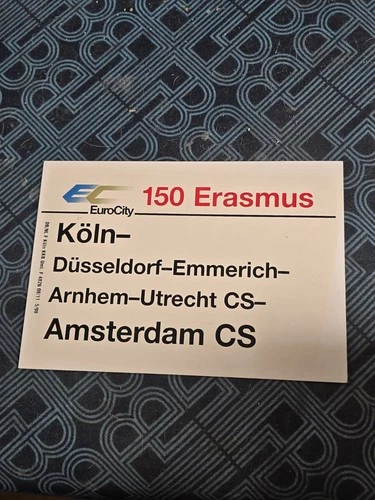 EC
EuroCity
150 Erasmus
Köln–
Düsseldorf–Emmerich–
Arnhem–Utrecht CS–
Amsterdam CS